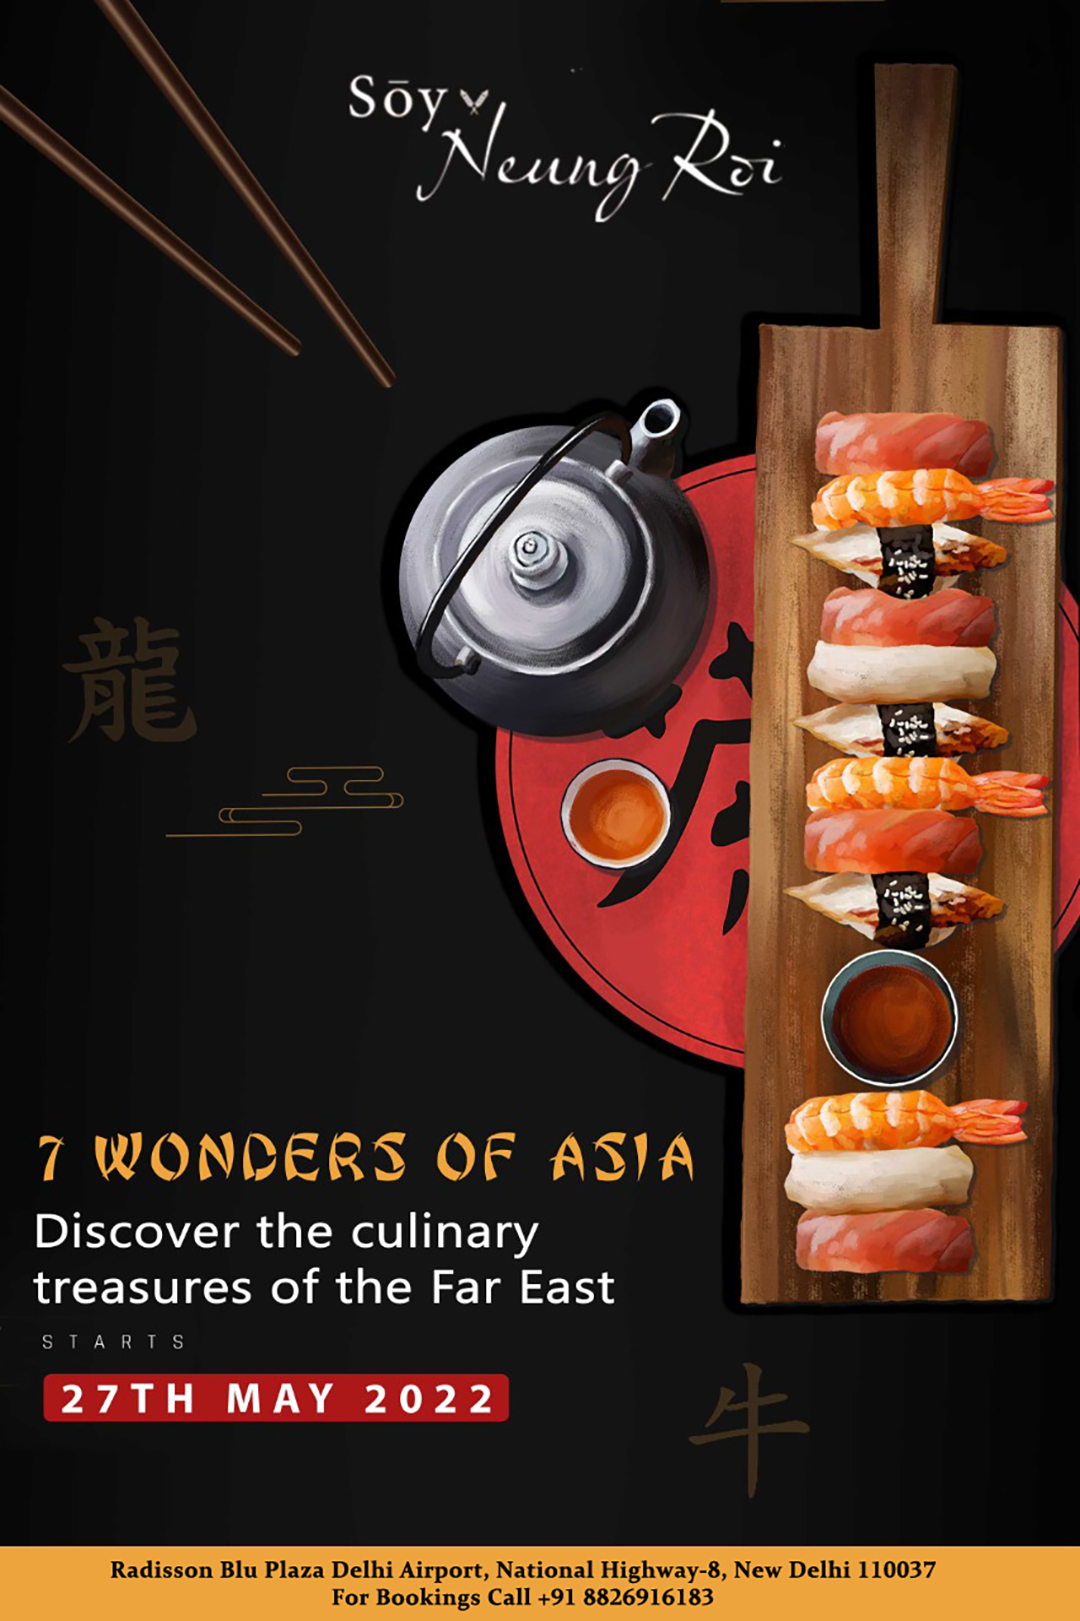 Sōy
Neung Roi
龍
7 WONDERS OF ASIA
Discover the culinary
treasures of the Far East
STARTS
27TH MAY 2022
牛
Radisson Blu Plaza Delhi Airport, National Highway-8, New Delhi 110037
For Bookings Call +91 8826916183